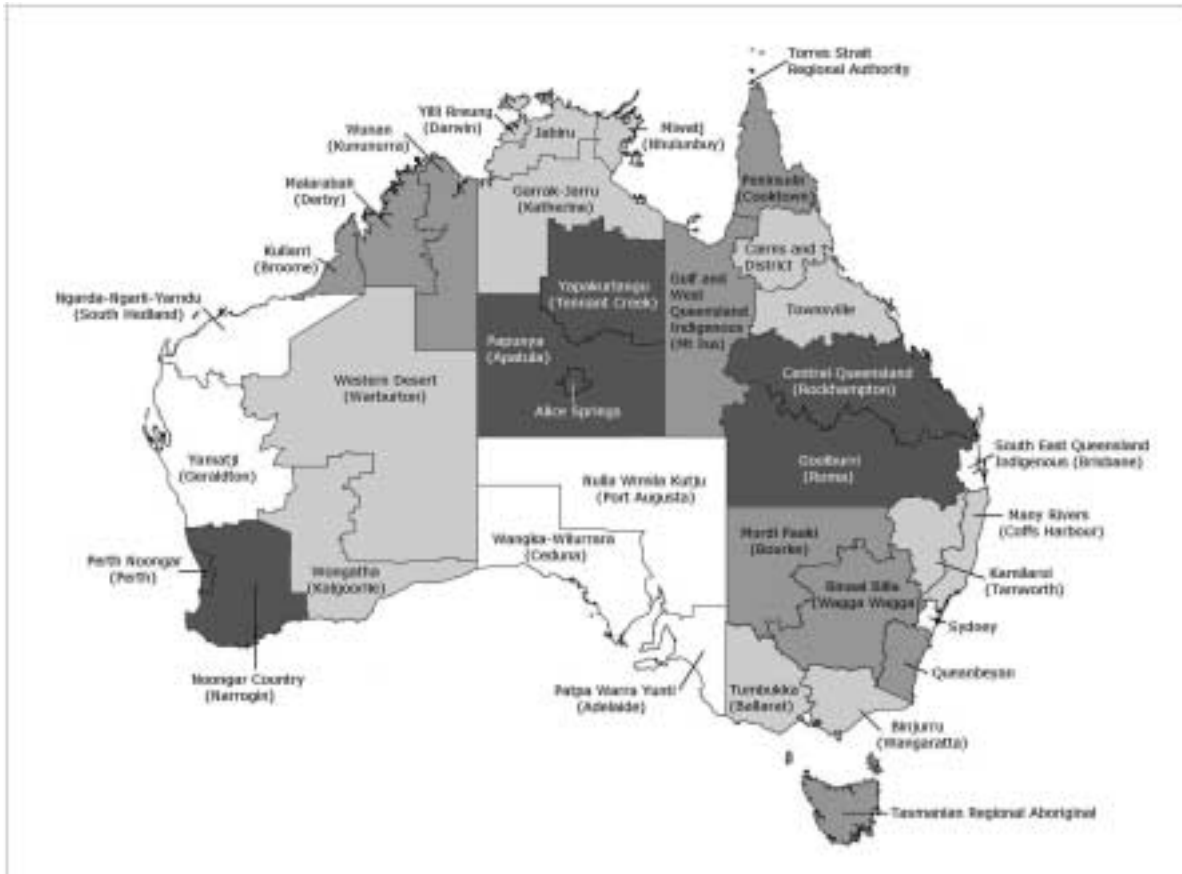 Torres Strait
Regional Authority
Yilli Rreung
(Darwin)
Jabiru
Miwatj
(Nhulunbuy)
Wunan
(Kununurra)
Malarabah
(Derby)
Garrak-Jarru
(Katherine)
Peninsula
(Cooktown)
Kullarri
(Broome)
Cairns and
District
Ngarda-Ngarli-Yarndu
(South Hedland)
Yapakurlangu
(Tennant Creek)
Gulf and
West
Queensland
Indigenous
(Mt Isa)
Townsville
Papunya
(Apatula)
Central Queensland
(Rockhampton)
Western Desert
(Warburton)
Alice Springs
South East Queensland
Indigenous (Brisbane)
Yamatji
(Geraldton)
Goolburri
(Roma)
Nulla Wimila Kutju
(Port Augusta)
Many Rivers
(Coffs Harbour)
Murdi Paaki
(Bourke)
Wangka-Wilurrara
(Ceduna)
Perth Noongar
(Perth)
Wongatha
(Kalgoorlie)
Kamilaroi
(Tamworth)
Binaal Billa
(Wagga Wagga)
Sydney
Queanbeyan
Noongar Country
(Narrogin)
Patpa Warra Yunti
(Adelaide)
Tumbukka
(Ballarat)
Binjurru
(Wangaratta)
Tasmanian Regional Aboriginal